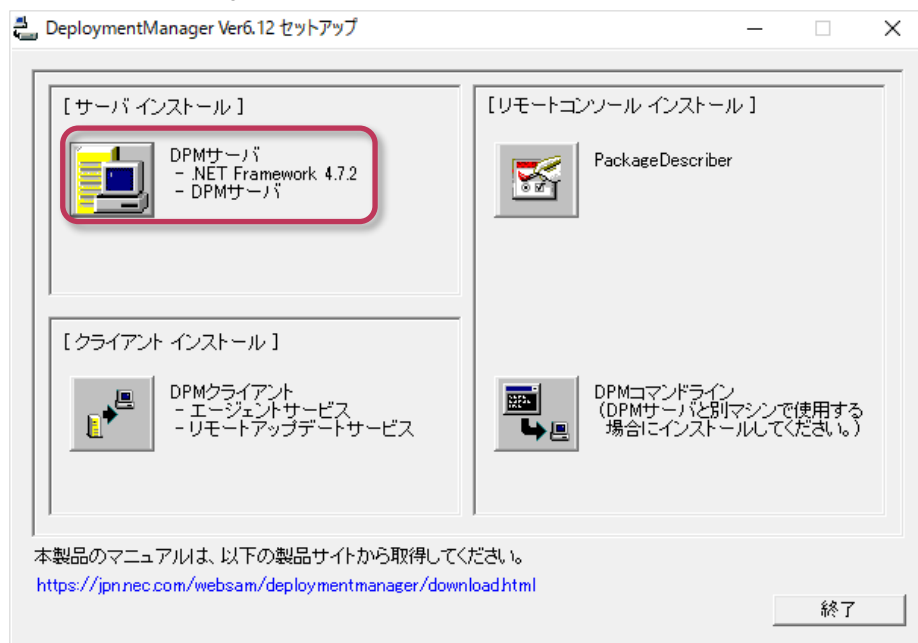 DeploymentManager Ver6.12 セットアップ
[ サーバ インストール ]
DPMサーバ
- .NET Framework 4.7.2
- DPMサーバ
[ リモートコンソール インストール ]
PackageDescriber
[ クライアント インストール ]
DPMクライアント
- エージェントサービス
- リモートアップデートサービス
DPMコマンドライン
(DPMサーバと別マシンで使用する
場合にインストールしてください。)
本製品のマニュアルは、以下の製品サイトから取得してください。
https://jpn.nec.com/websam/deploymentmanager/download.html
終了